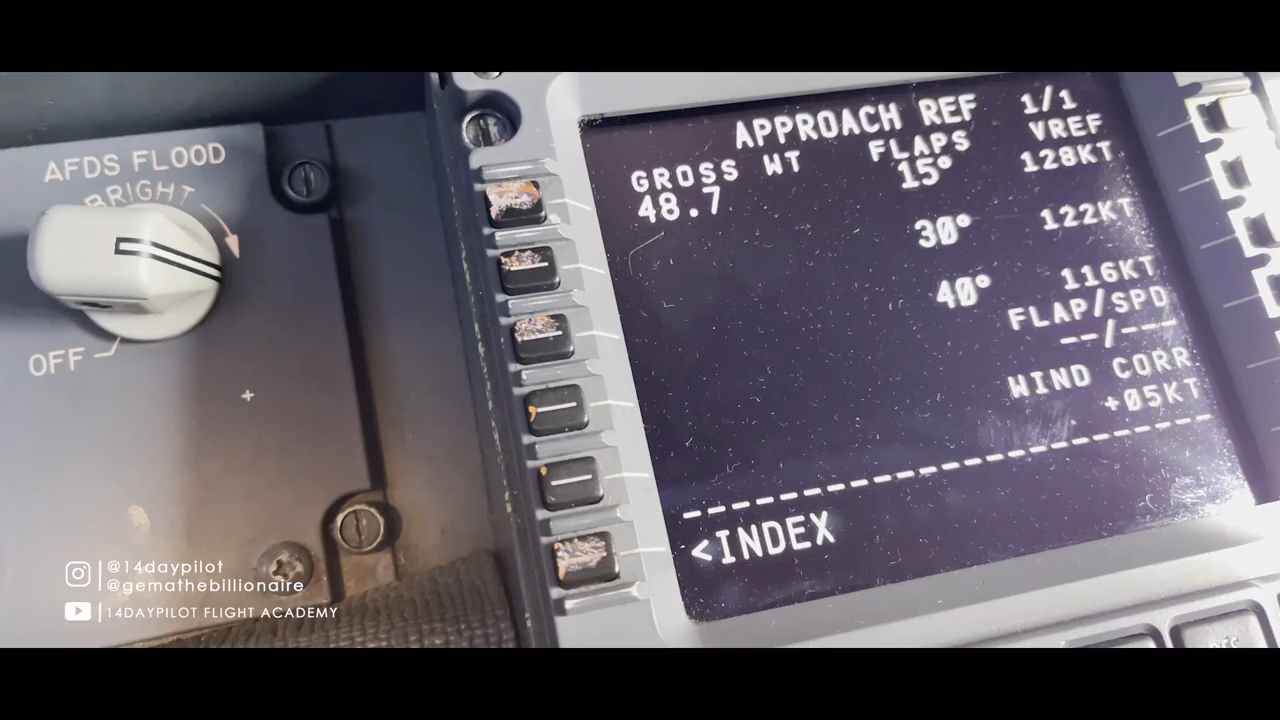 AFDS FLOOD
BRIGHT
OFF
APPROACH REF 1/1
GROSS WT FLAPS VREF
48.7 15° 128KT
30° 122KT
40° 116KT
FLAP/SPD
--/---
WIND CORR
+05KT
--------------------
<INDEX
@14daypilot
@gemathebillionaire
14DAYPILOT FLIGHT ACADEMY